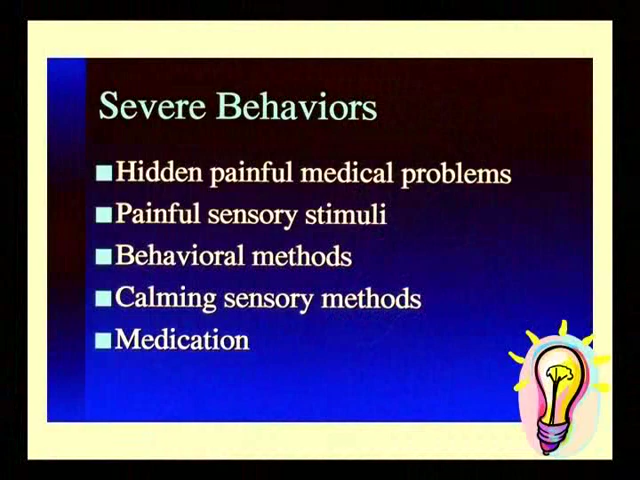 Severe Behaviors
Hidden painful medical problems
Painful sensory stimuli
Behavioral methods
Calming sensory methods
Medication